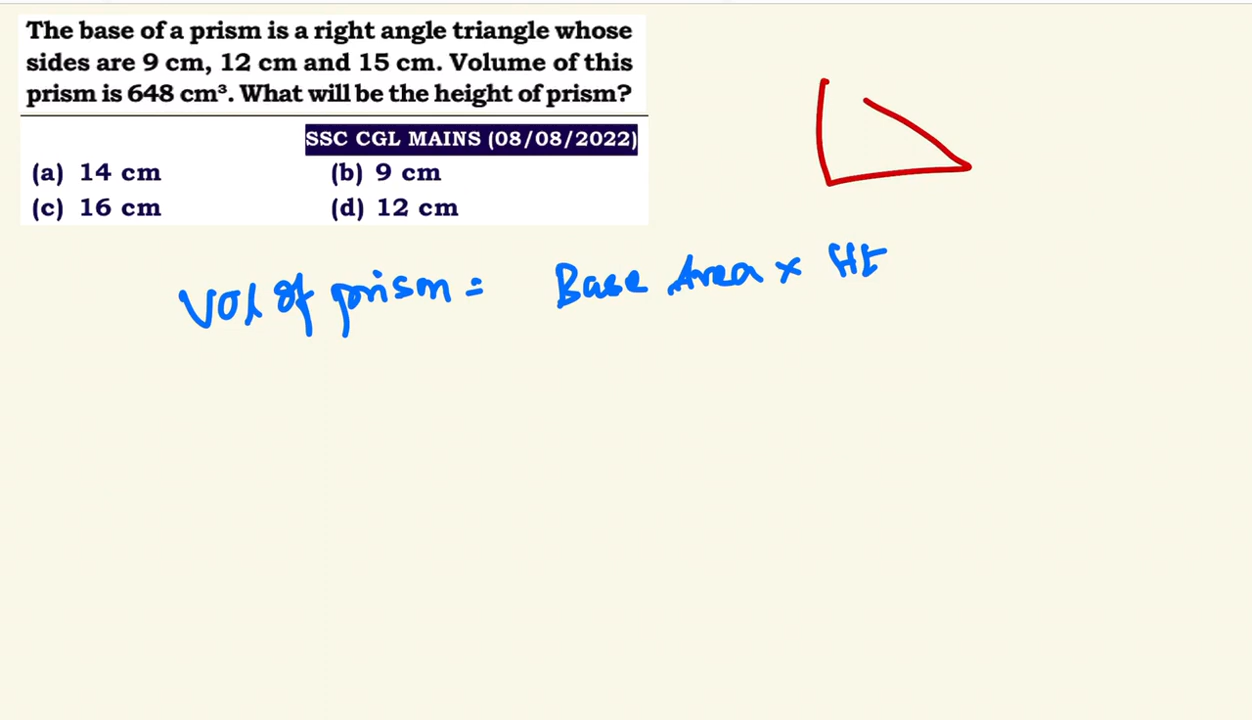 The base of a prism is a right angle triangle whose
sides are 9 cm, 12 cm and 15 cm. Volume of this
prism is 648 cm³. What will be the height of prism?
SSC CGL MAINS (08/08/2022)
(a) 14 cm (b) 9 cm
(c) 16 cm (d) 12 cm
Vol of prism = Base Area × Ht